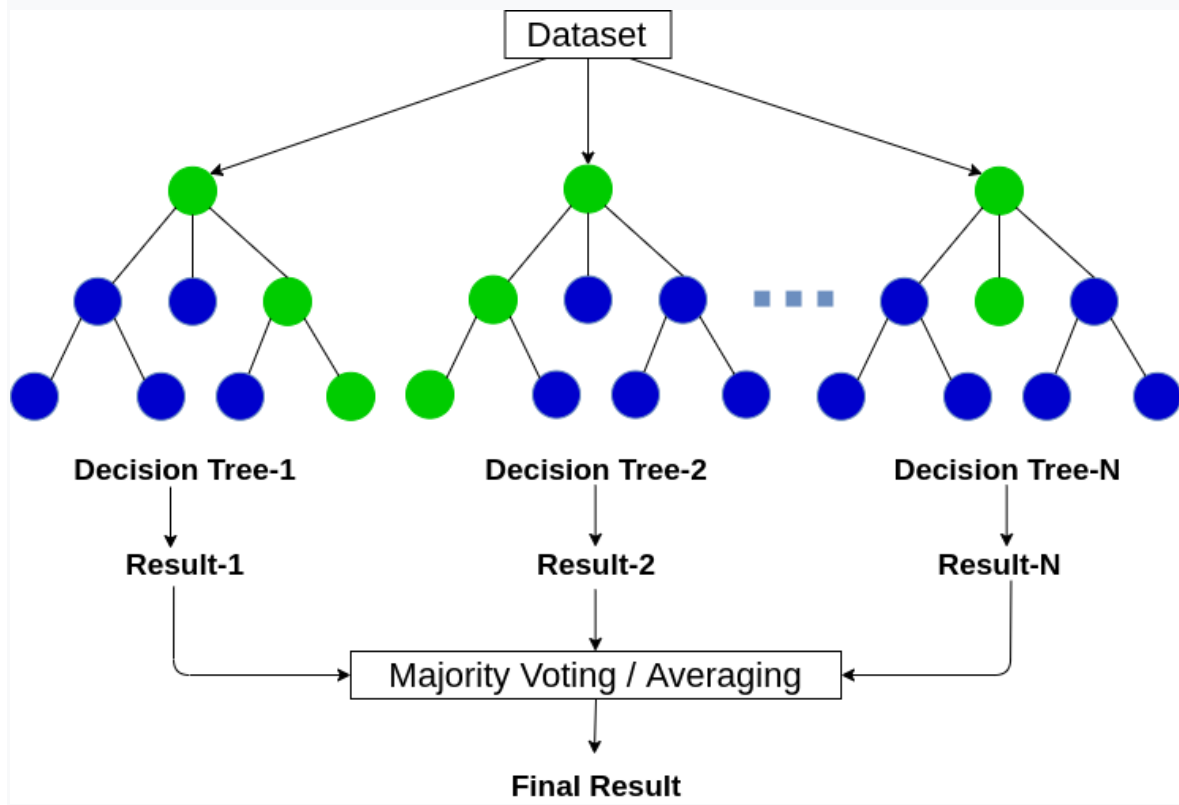 Dataset
Decision Tree-1
Decision Tree-2
Decision Tree-N
Result-1
Result-2
Result-N
Majority Voting / Averaging
Final Result